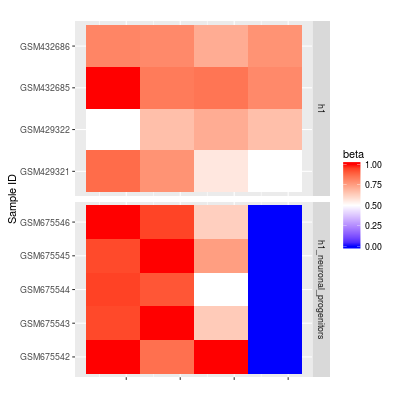 Sample ID
GSM432686
GSM432685
GSM429322
GSM429321
h1
GSM675546
GSM675545
GSM675544
GSM675543
GSM675542
h1_neuronal_progenitors
beta
1.00
0.75
0.50
0.25
0.00